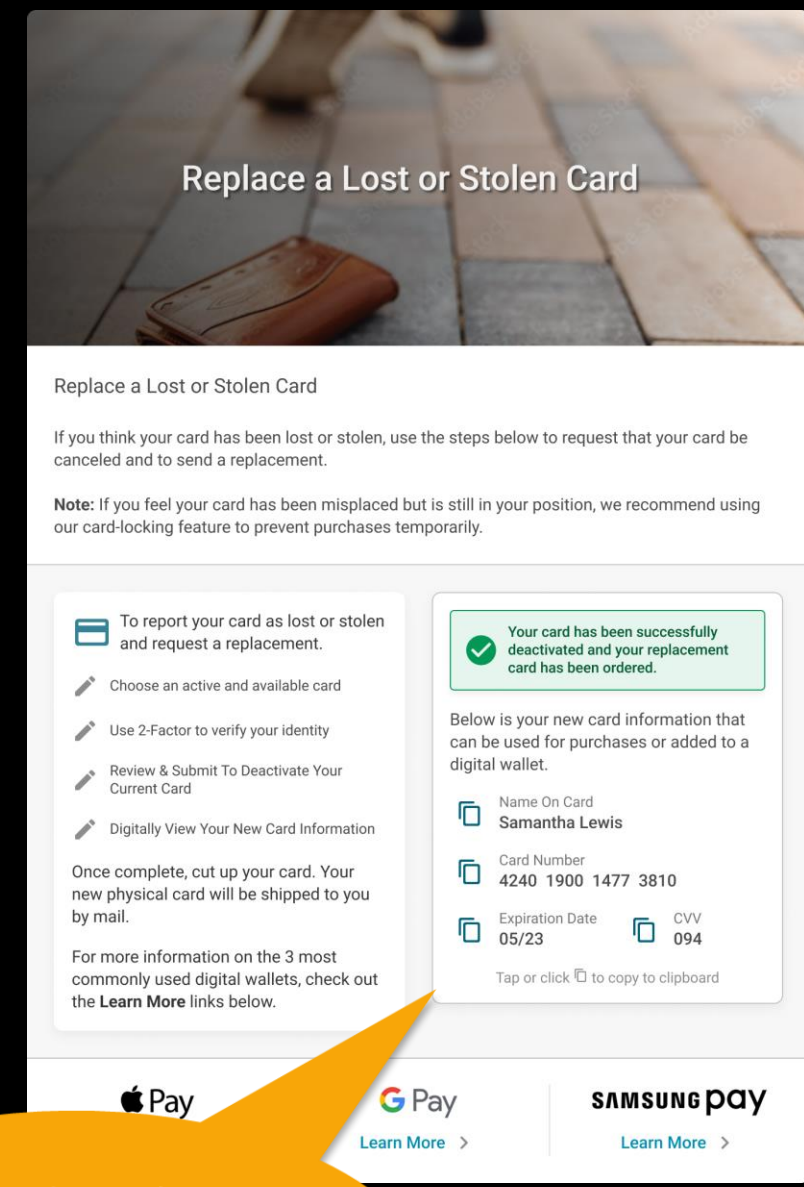 Replace a Lost or Stolen Card
Replace a Lost or Stolen Card
If you think your card has been lost or stolen, use the steps below to request that your card be
canceled and to send a replacement.
Note: If you feel your card has been misplaced but is still in your position, we recommend using
our card-locking feature to prevent purchases temporarily.
To report your card as lost or stolen
and request a replacement.
Choose an active and available card
Use 2-Factor to verify your identity
Review & Submit To Deactivate Your
Current Card
Digitally View Your New Card Information
Once complete, cut up your card. Your
new physical card will be shipped to you
by mail.
For more information on the 3 most
commonly used digital wallets, check out
the Learn More links below.
Your card has been successfully
deactivated and your replacement
card has been ordered.
Below is your new card information that
can be used for purchases or added to a
digital wallet.
Name On Card
Samantha Lewis
Card Number
4240 1900 1477 3810
Expiration Date CVV
05/23 094
Tap or click to copy to clipboard
Pay G Pay SAMSUNG pay
Learn More > Learn More >